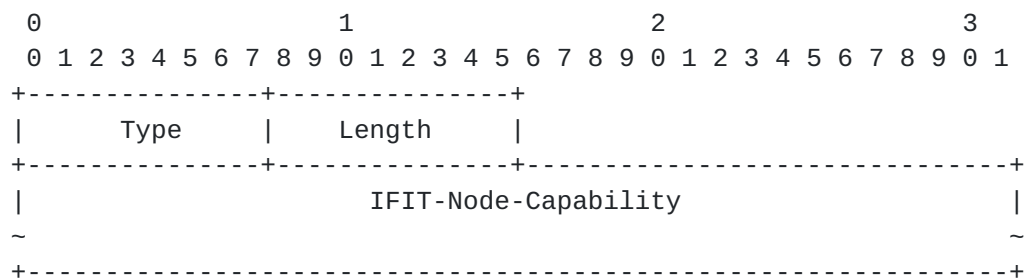 0                   1                   2                   3
 0 1 2 3 4 5 6 7 8 9 0 1 2 3 4 5 6 7 8 9 0 1 2 3 4 5 6 7 8 9 0 1
+---------------+---------------+
|      Type     |    Length     |
+---------------+---------------+-------------------------------+
|                      IFIT-Node-Capability                     |
~                                                               ~
+---------------------------------------------------------------+